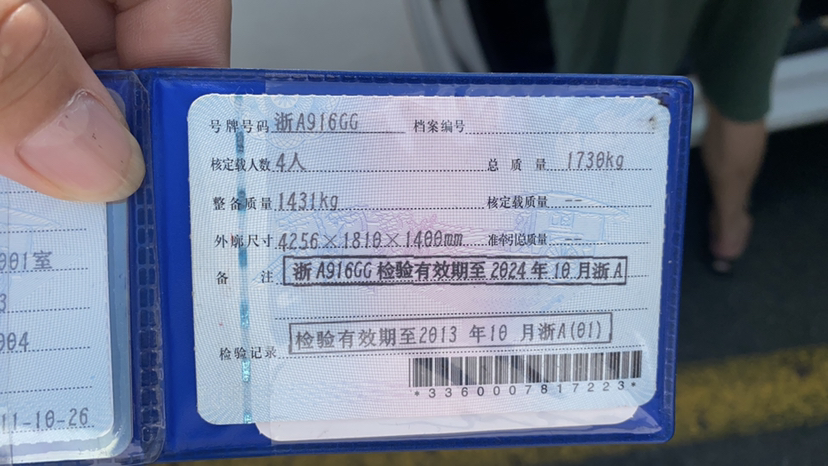 001室
3
004
11-10-26
号牌号码 浙A916GG 档案编号
核定载人数 4人 总质量 1730kg
整备质量 1431kg 核定载质量 --
外廓尺寸 4256×1810×1400mm 准牵引总质量 --
备注 浙A916GG检验有效期至2024年10月浙A
检验记录 检验有效期至2013 年10 月浙A(01)
*3360007817223*